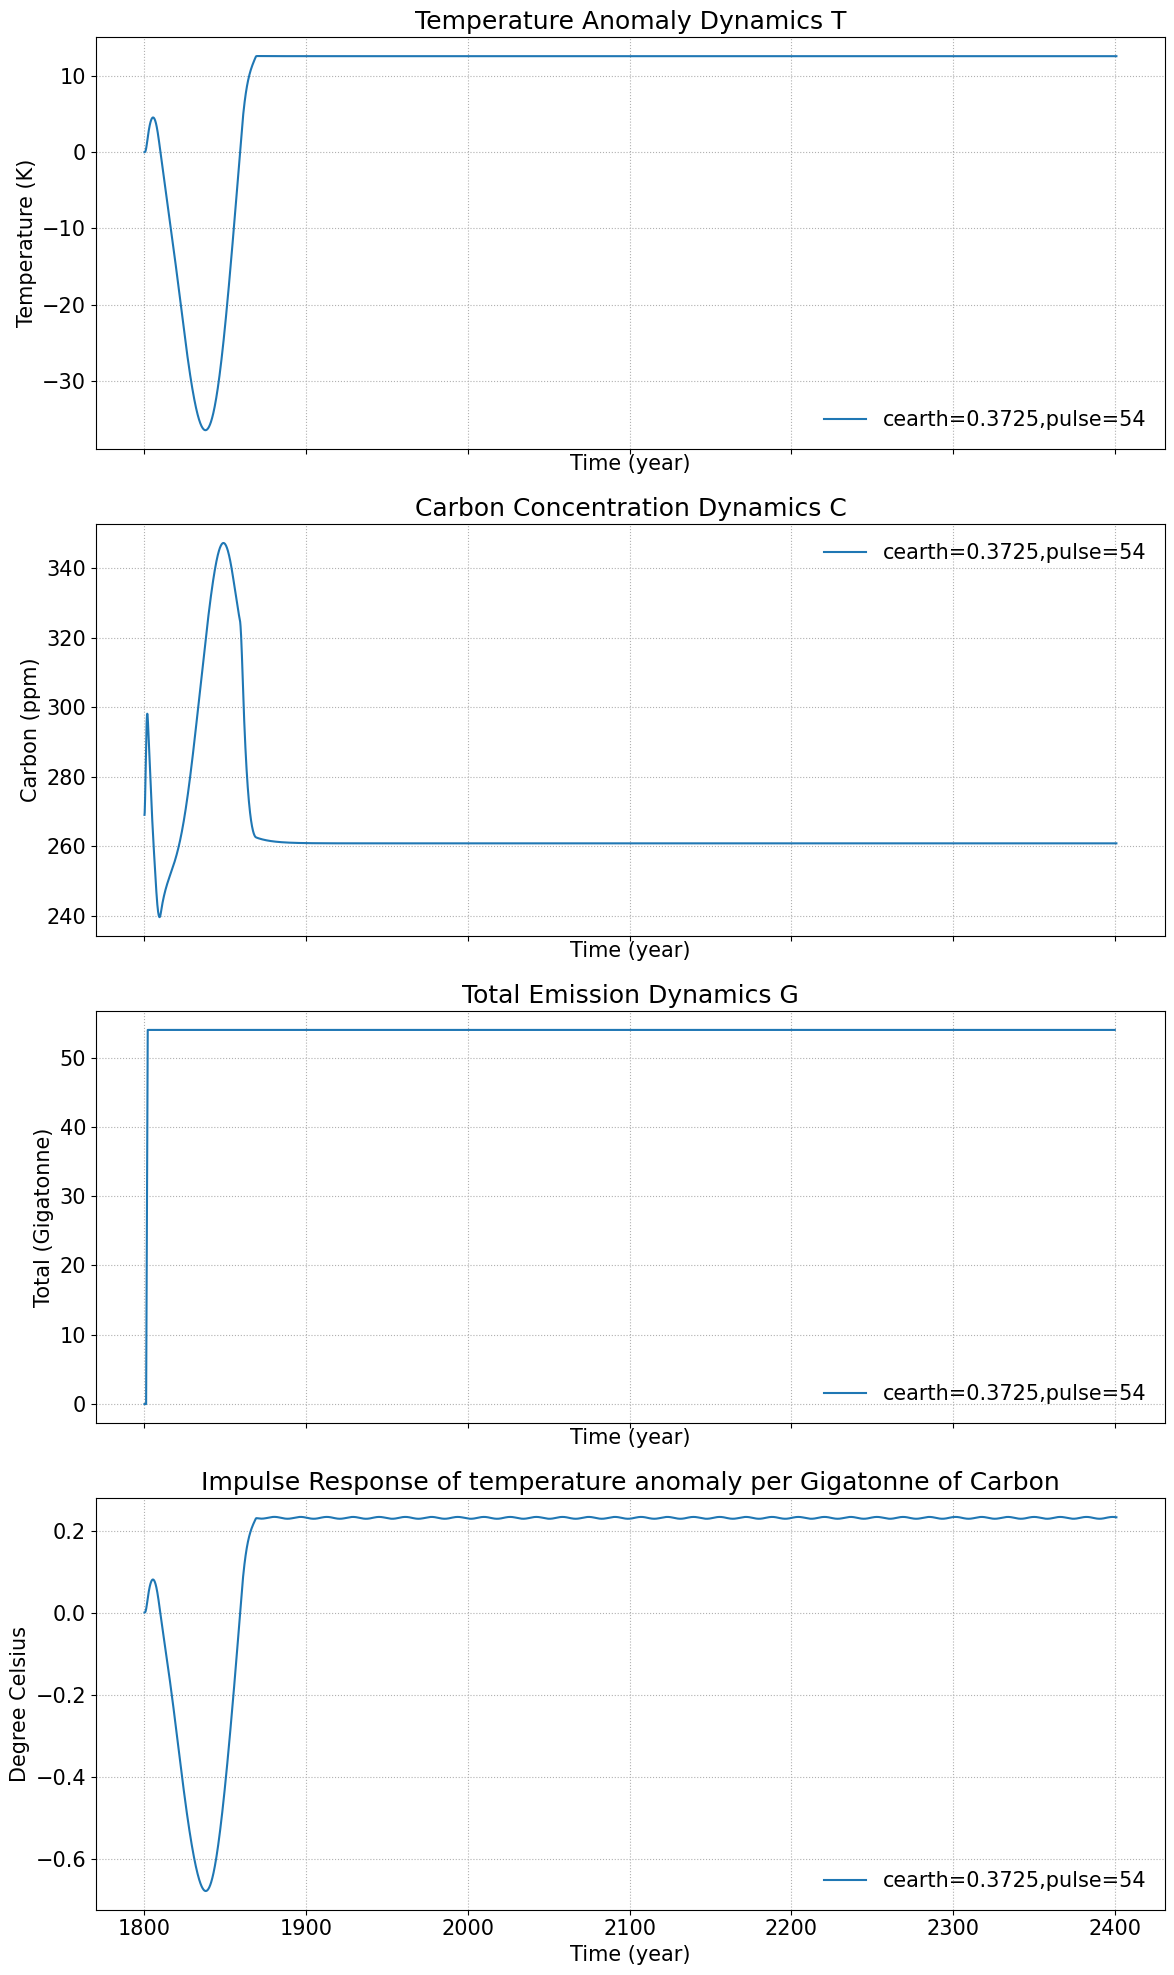 Temperature Anomaly Dynamics T
10
0
−10
−20
−30
Temperature (K)
cearth=0.3725,pulse=54
Time (year)
Carbon Concentration Dynamics C
340
320
300
280
260
240
Carbon (ppm)
cearth=0.3725,pulse=54
Time (year)
Total Emission Dynamics G
50
40
30
20
10
0
Total (Gigatonne)
cearth=0.3725,pulse=54
Time (year)
Impulse Response of temperature anomaly per Gigatonne of Carbon
0.2
0.0
−0.2
−0.4
−0.6
Degree Celsius
cearth=0.3725,pulse=54
1800 1900 2000 2100 2200 2300 2400
Time (year)